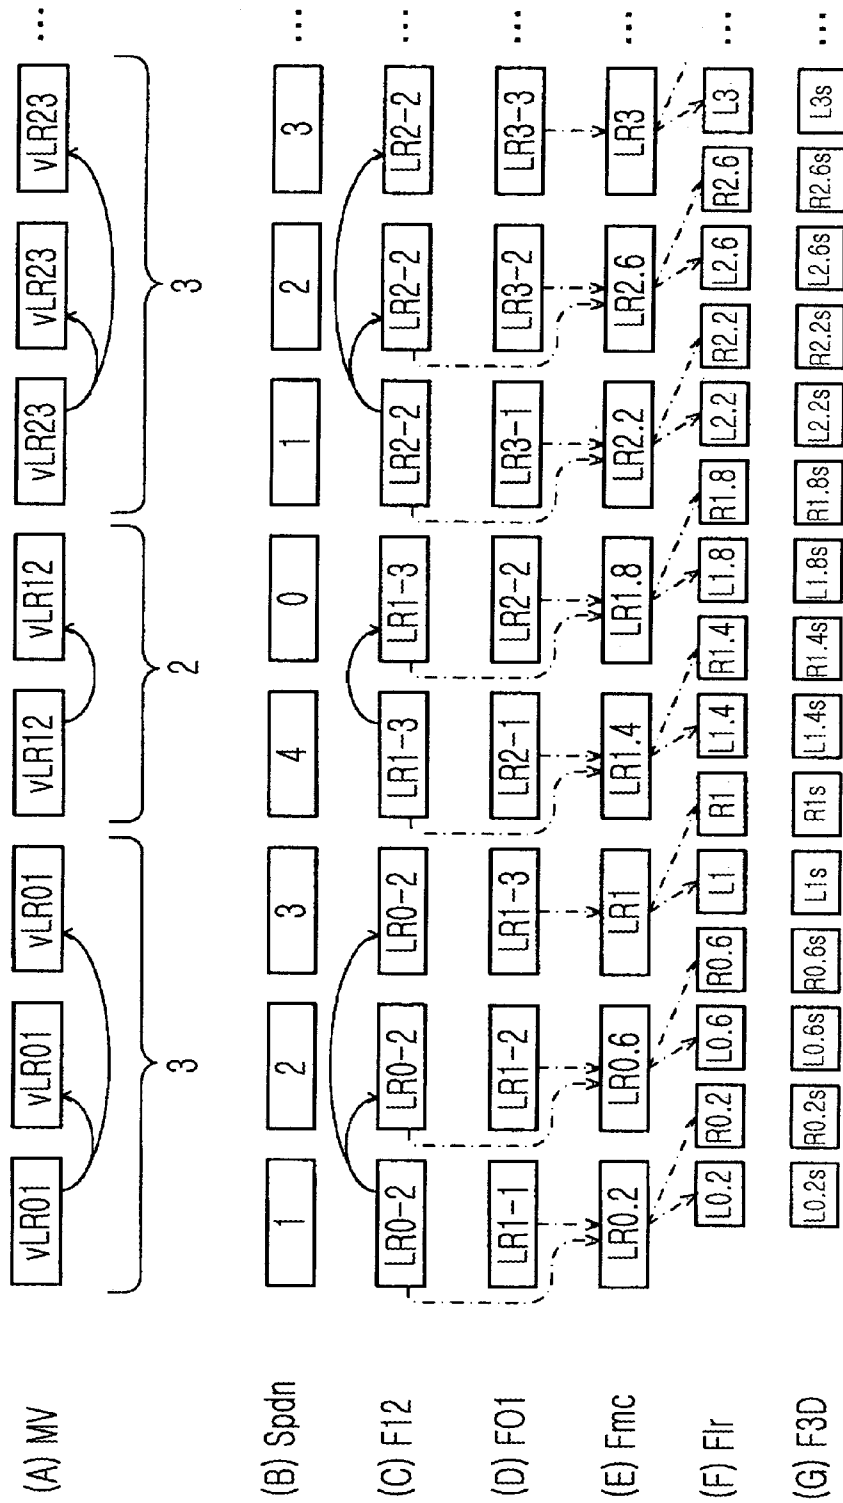 (A) MV vLR01 vLR01 vLR01 vLR12 vLR12 vLR23 vLR23 vLR23 ...
3 2 3
(B) Spdn 1 2 3 4 0 1 2 3 ...
(C) F12 LR0-2 LR0-2 LR0-2 LR1-3 LR1-3 LR2-2 LR2-2 LR2-2 ...
(D) F01 LR1-1 LR1-2 LR1-3 LR2-1 LR2-2 LR3-1 LR3-2 LR3-3 ...
(E) Fmc LR0.2 LR0.6 LR1 LR1.4 LR1.8 LR2.2 LR2.6 LR3 ...
(F) Flr L0.2 R0.2 L0.6 R0.6 L1 R1 L1.4 R1.4 L1.8 R1.8 L2.2 R2.2 L2.6 R2.6 L3 ...
(G) F3D L0.2s R0.2s L0.6s R0.6s L1s R1s L1.4s R1.4s L1.8s R1.8s L2.2s R2.2s L2.6s R2.6s L3s ...